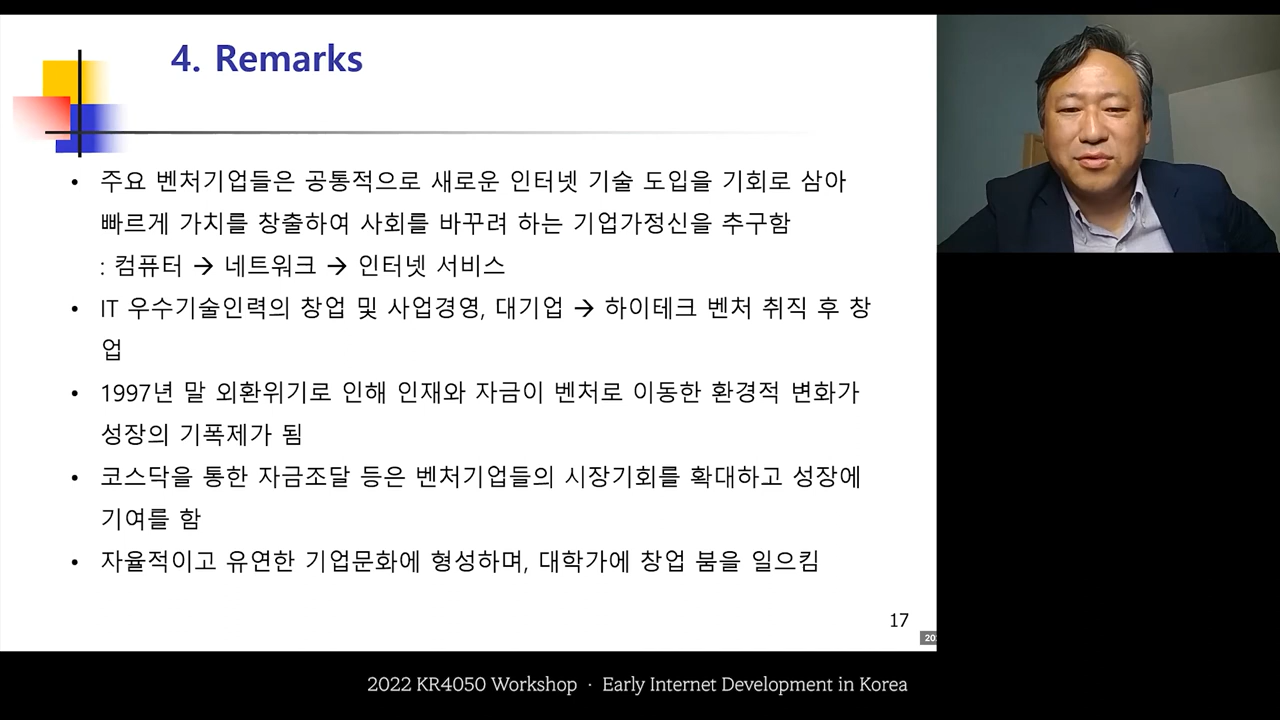 4. Remarks
• 주요 벤처기업들은 공통적으로 새로운 인터넷 기술 도입을 기회로 삼아
빠르게 가치를 창출하여 사회를 바꾸려 하는 기업가정신을 추구함
: 컴퓨터 → 네트워크 → 인터넷 서비스
• IT 우수기술인력의 창업 및 사업경영, 대기업 → 하이테크 벤처 취직 후 창
업
• 1997년 말 외환위기로 인해 인재와 자금이 벤처로 이동한 환경적 변화가
성장의 기폭제가 됨
• 코스닥을 통한 자금조달 등은 벤처기업들의 시장기회를 확대하고 성장에
기여를 함
• 자율적이고 유연한 기업문화에 형성하며, 대학가에 창업 붐을 일으킴
17
20
2022 KR4050 Workshop · Early Internet Development in Korea